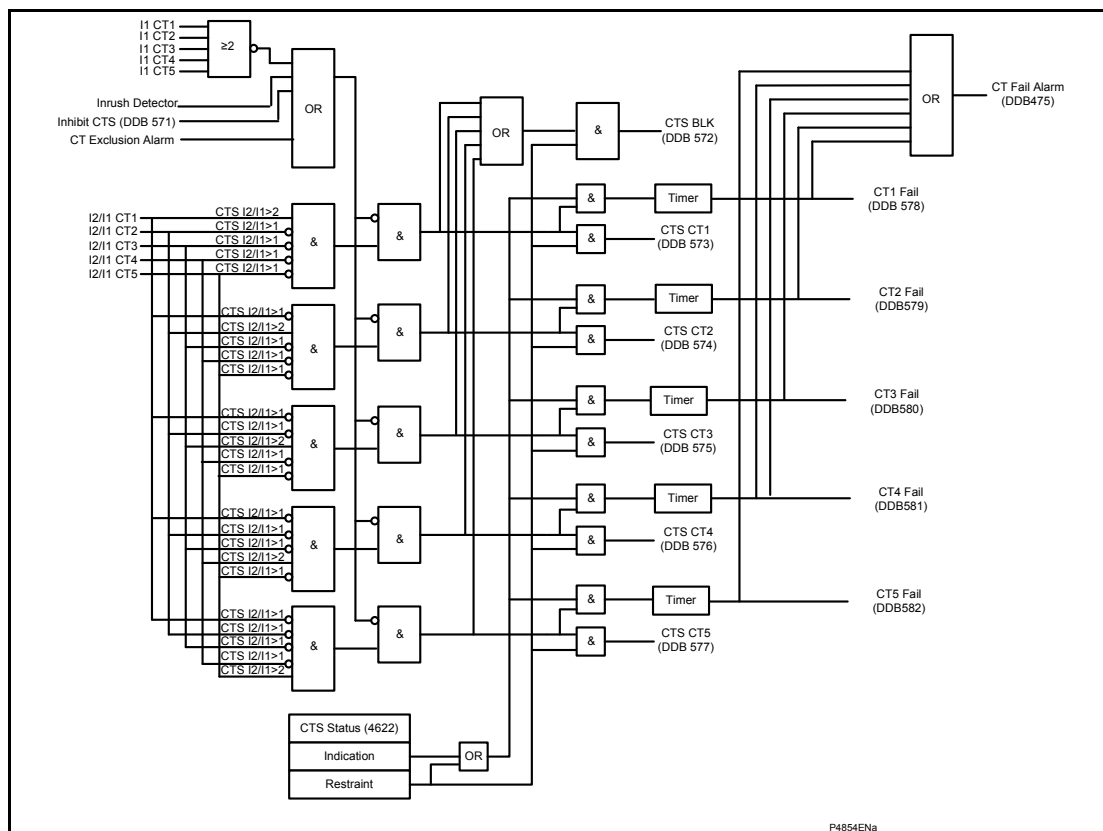 I1 CT1
I1 CT2
I1 CT3
I1 CT4
I1 CT5
≥2
Inrush Detector
Inhibit CTS (DDB 571)
CT Exclusion Alarm
OR
OR
&
CTS BLK
(DDB 572)
OR
CT Fail Alarm
(DDB475)
I2/I1 CT1
I2/I1 CT2
I2/I1 CT3
I2/I1 CT4
I2/I1 CT5
CTS I2/I1>2
CTS I2/I1>1
CTS I2/I1>1
CTS I2/I1>1
CTS I2/I1>1
&
&
&
Timer
CT1 Fail
(DDB 578)
&
CTS CT1
(DDB 573)
CTS I2/I1>1
CTS I2/I1>2
CTS I2/I1>1
CTS I2/I1>1
CTS I2/I1>1
&
&
&
Timer
CT2 Fail
(DDB579)
&
CTS CT2
(DDB 574)
CTS I2/I1>1
CTS I2/I1>1
CTS I2/I1>2
CTS I2/I1>1
CTS I2/I1>1
&
&
&
Timer
CT3 Fail
(DDB580)
&
CTS CT3
(DDB 575)
CTS I2/I1>1
CTS I2/I1>1
CTS I2/I1>1
CTS I2/I1>2
CTS I2/I1>1
&
&
&
Timer
CT4 Fail
(DDB581)
&
CTS CT4
(DDB 576)
CTS I2/I1>1
CTS I2/I1>1
CTS I2/I1>1
CTS I2/I1>1
CTS I2/I1>2
&
&
&
Timer
CT5 Fail
(DDB582)
&
CTS CT5
(DDB 577)
CTS Status (4622)
Indication
Restraint
OR
P4854ENa